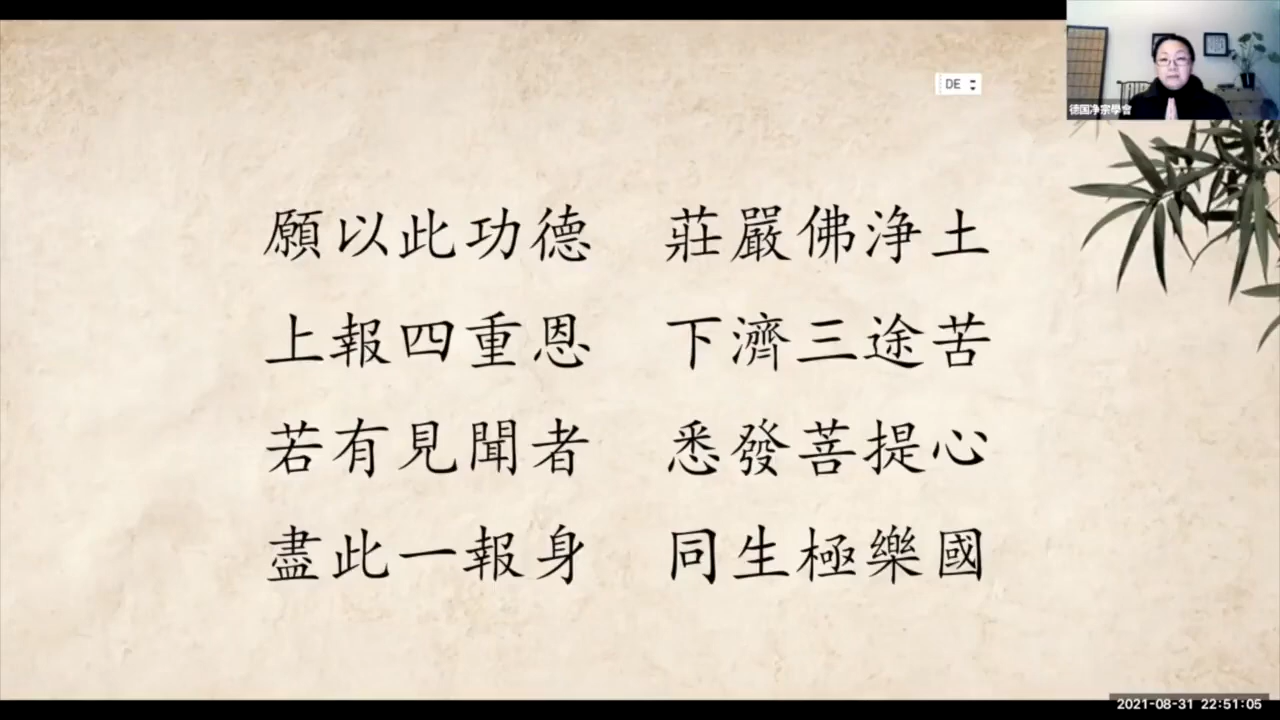 DE
德国净宗學會
願以此功德 莊嚴佛淨土
上報四重恩 下濟三途苦
若有見聞者 悉發菩提心
盡此一報身 同生極樂國
2021-08-31 22:51:05